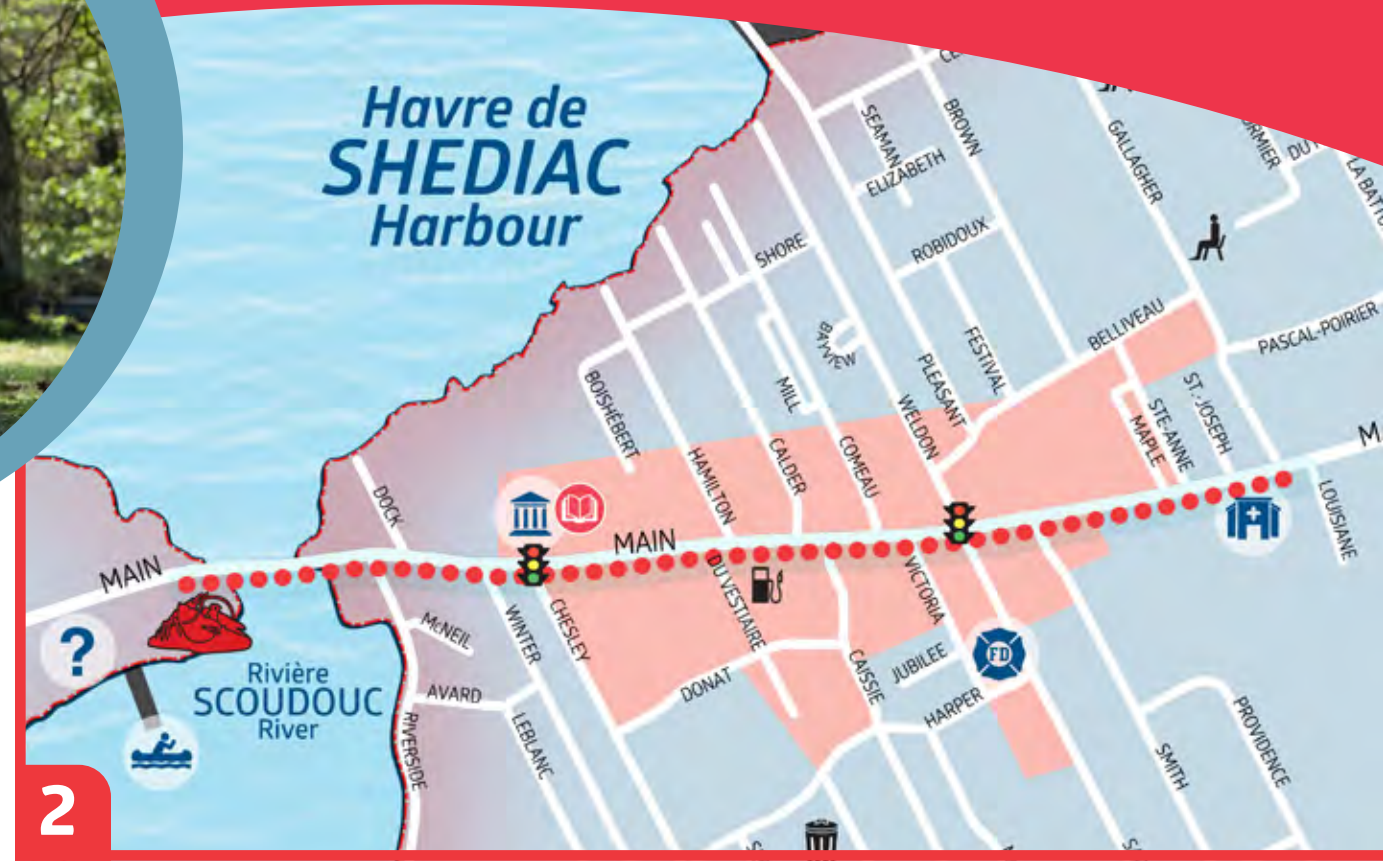 Havre de
SHEDIAC
Harbour
SEAMAN
BROWN
ELIZABETH
GALLAGHER
ROBIDOUX
SHORE
BAYVIEW
FESTIVAL
PLEASANT
BELLIVEAU
PASCAL-POIRIER
BOISHÉBERT
MILL
WELDON
ST.-JOSEPH
STE-ANNE
MAPLE
HAMILTON
CALDER
COMEAU
DOCK
MAIN
MAIN
LOUISIANE
?
McNEIL
WINTER
CHESLEY
DU VESTIAIRE
VICTORIA
Rivière
SCOUDOUC
River
AVARD
RIVERSIDE
LEBLANC
DONAT
CAISSIE
JUBILEE
FD
HARPER
SMITH
PROVIDENCE
2